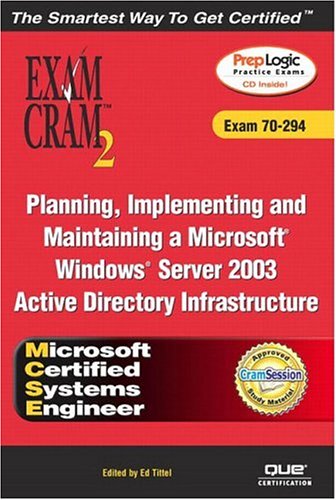 The Smartest Way To Get Certified™
EXAM
CRAM™
2
PrepLogic
Practice Exams
CD Inside!
Exam 70-294
Planning, Implementing and
Maintaining a Microsoft®
Windows® Server 2003
Active Directory Infrastructure
Microsoft
Certified
Systems
Engineer
Approved
CramSession
Study Material
Edited by Ed Tittel
QUE®
CERTIFICATION